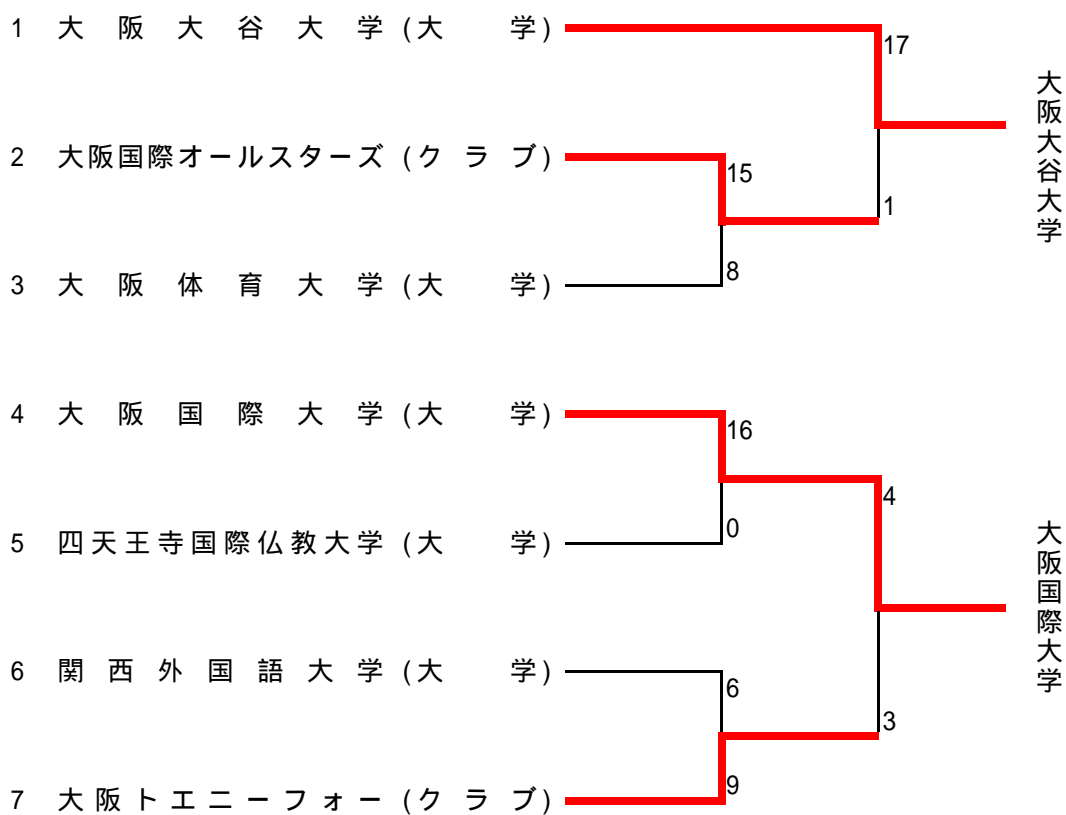 1 大阪大谷大学(大学)
17
大阪大谷大学
2 大阪国際オールスターズ(クラブ)
15
1
3 大阪体育大学(大学)
8
4 大阪国際大学(大学)
16
4
大阪国際大学
5 四天王寺国際仏教大学(大学)
0
6 関西外国語大学(大学)
6
3
7 大阪トエニーフォー(クラブ)
9